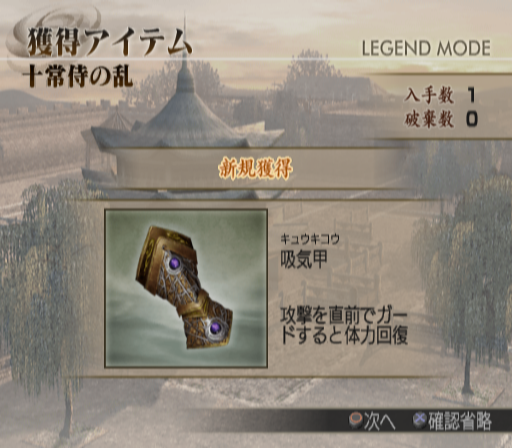 獲得アイテム
LEGEND MODE
十常侍の乱
入手数 1
破棄数 0
新規獲得
キュウキコウ
吸気甲
攻撃を直前でガー
ドすると体力回復
次へ 確認省略